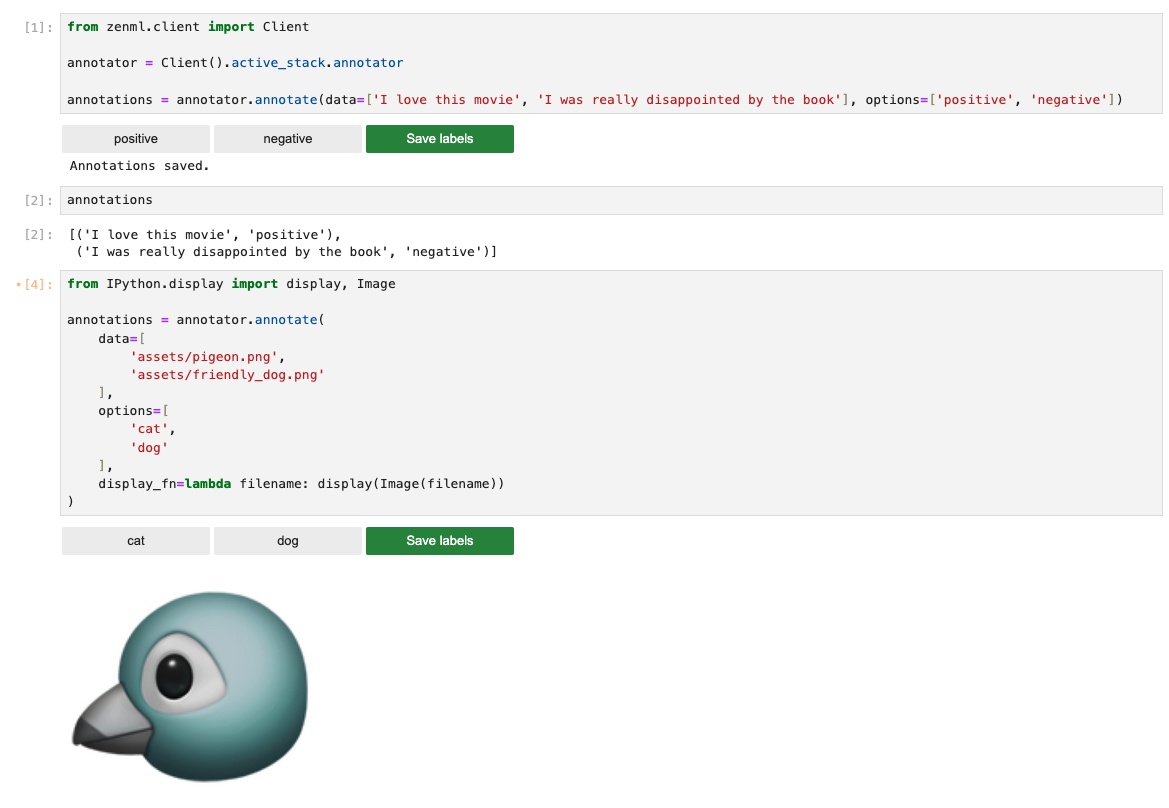 [1]: from zenml.client import Client
annotator = Client().active_stack.annotator
annotations = annotator.annotate(data=['I love this movie', 'I was really disappointed by the book'], options=['positive', 'negative'])
positive negative Save labels
Annotations saved.
[2]: annotations
[2]: [('I love this movie', 'positive'),
('I was really disappointed by the book', 'negative')]
•[4]: from IPython.display import display, Image
annotations = annotator.annotate(
    data=[
        'assets/pigeon.png',
        'assets/friendly_dog.png'
    ],
    options=[
        'cat',
        'dog'
    ],
    display_fn=lambda filename: display(Image(filename))
)
cat dog Save labels